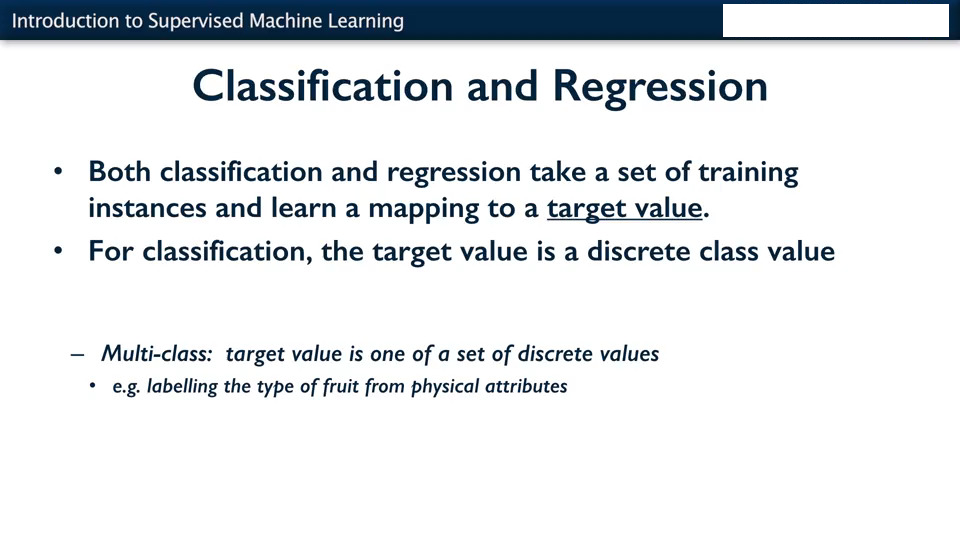 Introduction to Supervised Machine Learning
Classification and Regression
• Both classification and regression take a set of training
instances and learn a mapping to a target value.
• For classification, the target value is a discrete class value
– Multi-class: target value is one of a set of discrete values
• e.g. labelling the type of fruit from physical attributes